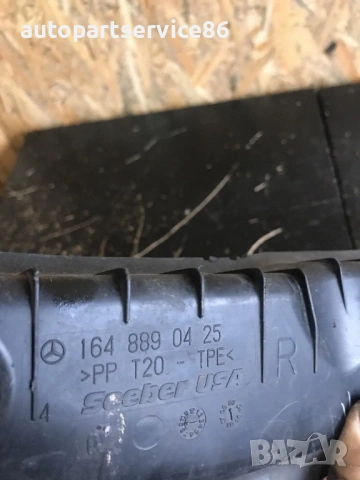 autopartservice86
164 889 04 25
>PP T20 - TPE<
Seeber USA
R
4
BAZAR